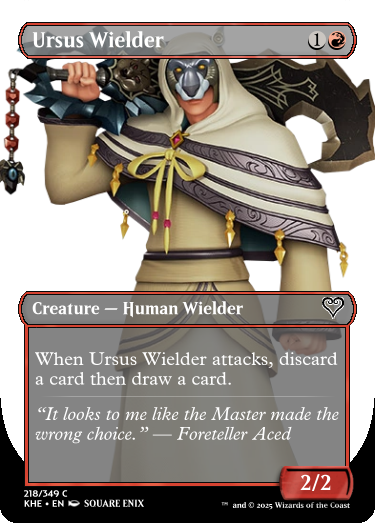 Ursus Wielder 1
Creature — Human Wielder
When Ursus Wielder attacks, discard
a card then draw a card.
“It looks to me like the Master made the
wrong choice.” — Foreteller Aced
2/2
218/349 C
KHE • EN SQUARE ENIX ™ and © 2025 Wizards of the Coast